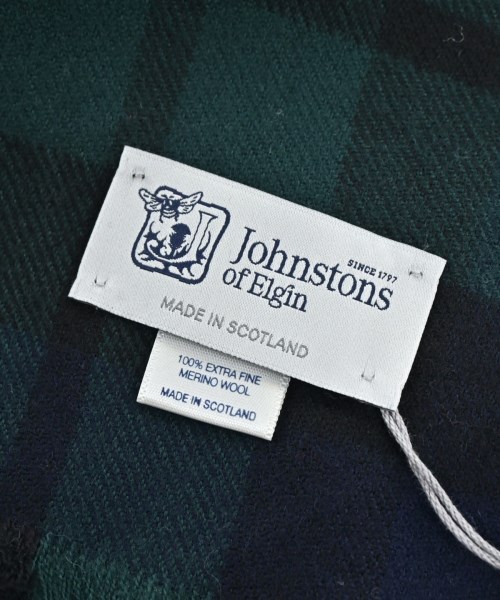 J
SINCE 1797
Johnstons
of Elgin
MADE IN SCOTLAND
100% EXTRA FINE
MERINO WOOL
MADE IN SCOTLAND